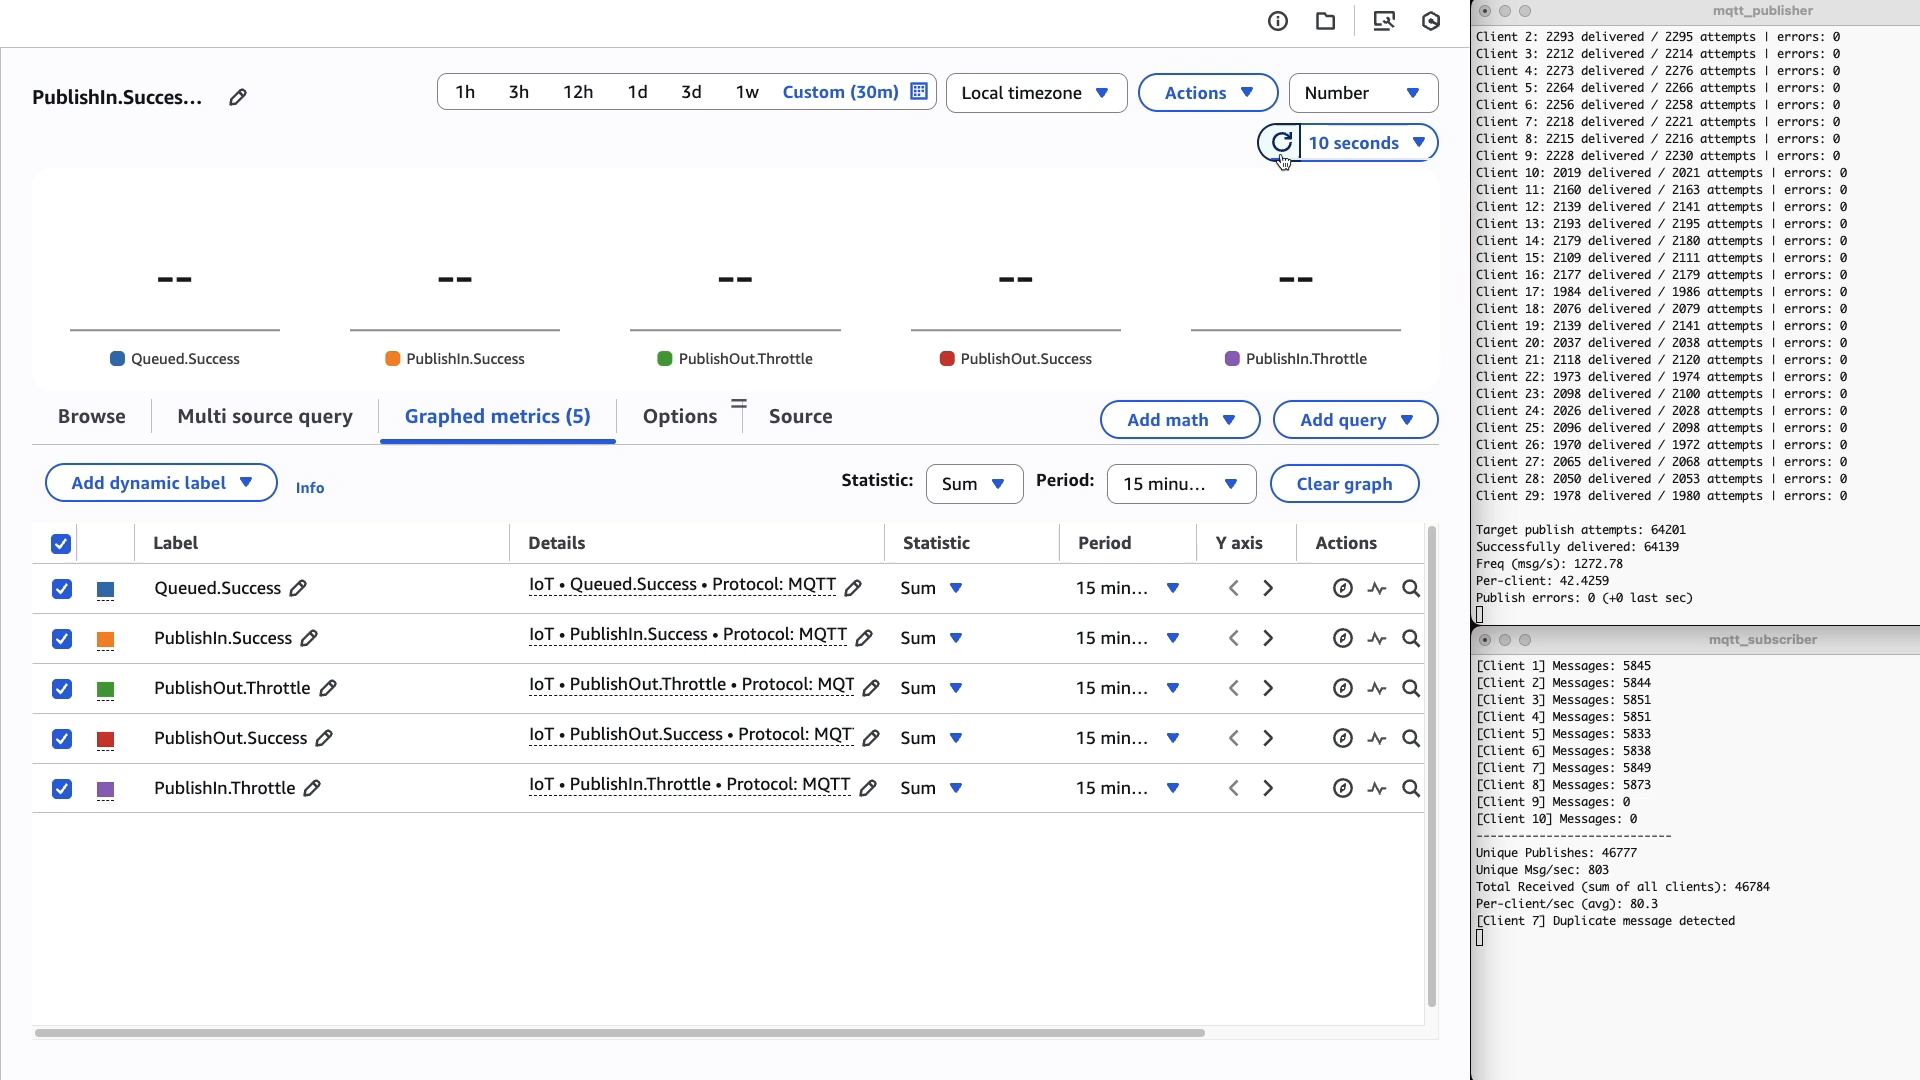 PublishIn.Succes...
1h 3h 12h 1d 3d 1w Custom (30m)
Local timezone
Actions
Number
10 seconds
-- -- -- -- --
Queued.Success PublishIn.Success PublishOut.Throttle PublishOut.Success PublishIn.Throttle
Browse Multi source query Graphed metrics (5) Options Source
Add math
Add query
Add dynamic label
Info
Statistic: Sum Period: 15 minu... Clear graph
Label Details Statistic Period Y axis Actions
Queued.Success IoT • Queued.Success • Protocol: MQTT Sum 15 min...
PublishIn.Success IoT • PublishIn.Success • Protocol: MQTT Sum 15 min...
PublishOut.Throttle IoT • PublishOut.Throttle • Protocol: MQT Sum 15 min...
PublishOut.Success IoT • PublishOut.Success • Protocol: MQT Sum 15 min...
PublishIn.Throttle IoT • PublishIn.Throttle • Protocol: MQTT Sum 15 min...
mqtt_publisher
Client 2: 2293 delivered / 2295 attempts | errors: 0
Client 3: 2212 delivered / 2214 attempts | errors: 0
Client 4: 2273 delivered / 2276 attempts | errors: 0
Client 5: 2264 delivered / 2266 attempts | errors: 0
Client 6: 2256 delivered / 2258 attempts | errors: 0
Client 7: 2218 delivered / 2221 attempts | errors: 0
Client 8: 2215 delivered / 2216 attempts | errors: 0
Client 9: 2228 delivered / 2230 attempts | errors: 0
Client 10: 2019 delivered / 2021 attempts | errors: 0
Client 11: 2160 delivered / 2163 attempts | errors: 0
Client 12: 2139 delivered / 2141 attempts | errors: 0
Client 13: 2193 delivered / 2195 attempts | errors: 0
Client 14: 2179 delivered / 2180 attempts | errors: 0
Client 15: 2109 delivered / 2111 attempts | errors: 0
Client 16: 2177 delivered / 2179 attempts | errors: 0
Client 17: 1984 delivered / 1986 attempts | errors: 0
Client 18: 2076 delivered / 2079 attempts | errors: 0
Client 19: 2139 delivered / 2141 attempts | errors: 0
Client 20: 2037 delivered / 2038 attempts | errors: 0
Client 21: 2118 delivered / 2120 attempts | errors: 0
Client 22: 1973 delivered / 1974 attempts | errors: 0
Client 23: 2098 delivered / 2100 attempts | errors: 0
Client 24: 2026 delivered / 2028 attempts | errors: 0
Client 25: 2096 delivered / 2098 attempts | errors: 0
Client 26: 1970 delivered / 1972 attempts | errors: 0
Client 27: 2065 delivered / 2068 attempts | errors: 0
Client 28: 2050 delivered / 2053 attempts | errors: 0
Client 29: 1978 delivered / 1980 attempts | errors: 0
Target publish attempts: 64201
Successfully delivered: 64139
Freq (msg/s): 1272.78
Per-client: 42.4259
Publish errors: 0 (+0 last sec)
mqtt_subscriber
[Client 1] Messages: 5845
[Client 2] Messages: 5844
[Client 3] Messages: 5851
[Client 4] Messages: 5851
[Client 5] Messages: 5833
[Client 6] Messages: 5838
[Client 7] Messages: 5849
[Client 8] Messages: 5873
[Client 9] Messages: 0
[Client 10] Messages: 0
----------------------------
Unique Publishes: 46777
Unique Msg/sec: 803
Total Received (sum of all clients): 46784
Per-client/sec (avg): 80.3
[Client 7] Duplicate message detected